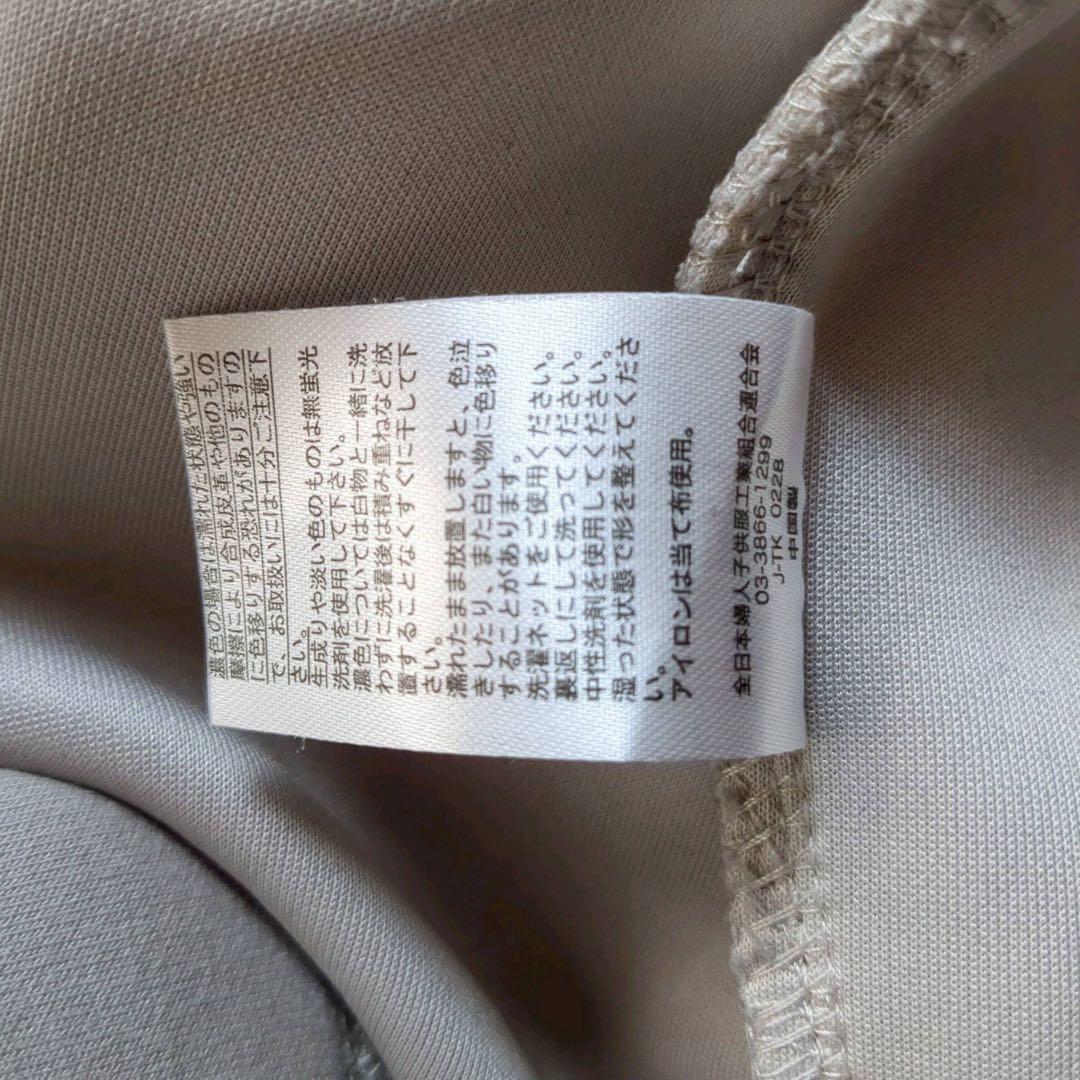 濃色の場合は濡れた状態や強い
摩擦により合成皮革や他のもの
に色移りする恐れがありますの
で、お取扱いには十分ご注意下
さい。
生成りや淡い色のものは無蛍光
洗剤を使用して下さい。
濃色については白物と一緒に洗
わずに洗濯後は積み重ねなど放
置することなくすぐに干して下
さい。
濡れたまま放置しますと、色泣
きしたり、また白い物に色移り
することがあります。
洗濯ネットをご使用ください。
裏返しにして洗ってください。
中性洗剤を使用してください。
湿った状態で形を整えてくださ
い。
アイロンは当て布使用。
全日本婦人子供服工業組合連合会
03-3866-1299
J-TK 0228
中国製